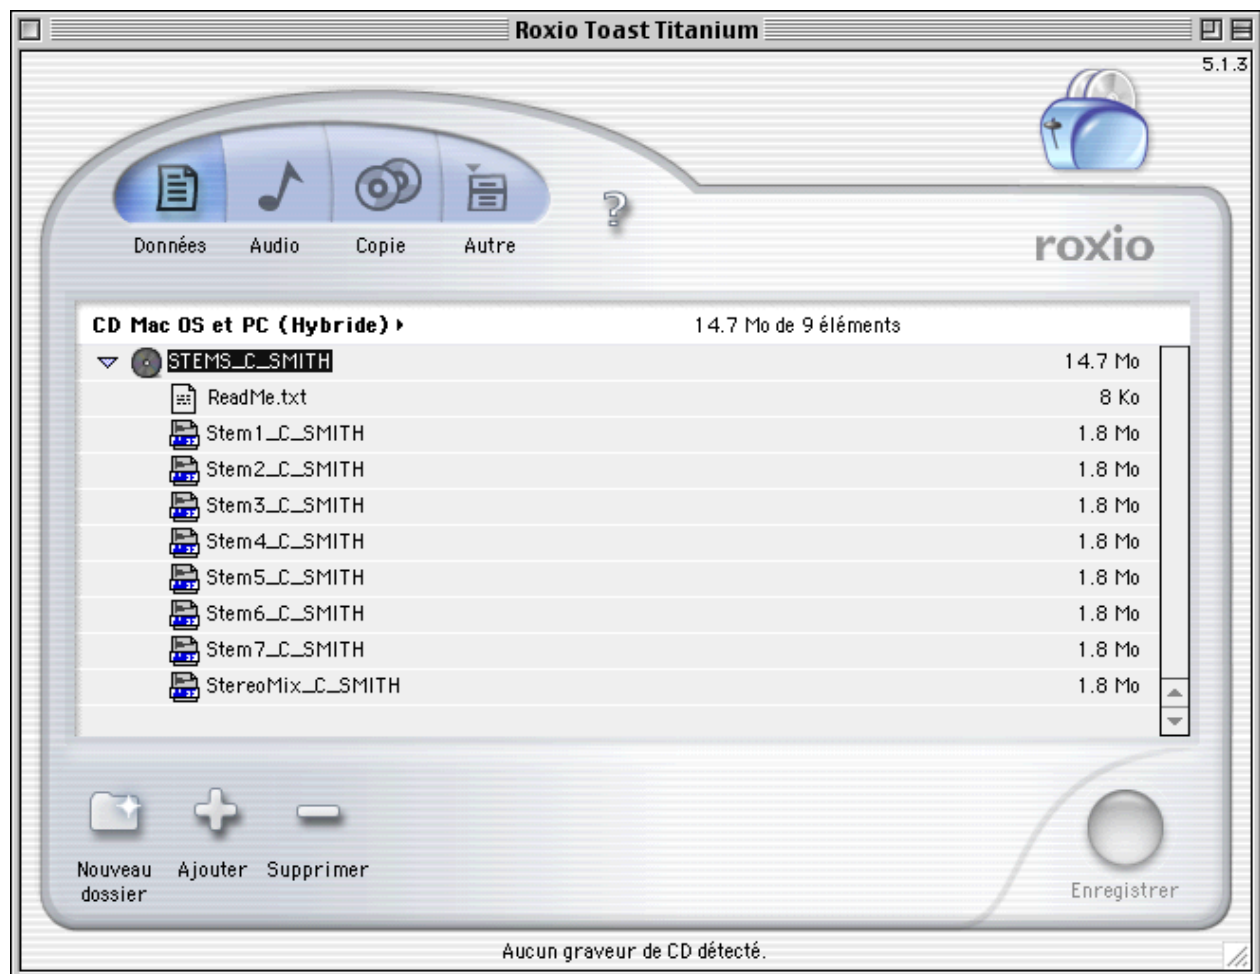 Roxio Toast Titanium
5.1.3
?
Données Audio Copie Autre
roxio
CD Mac OS et PC (Hybride) 14.7 Mo de 9 éléments
STEMS_C_SMITH 14.7 Mo
ReadMe.txt 8 Ko
Stem1_C_SMITH 1.8 Mo
Stem2_C_SMITH 1.8 Mo
Stem3_C_SMITH 1.8 Mo
Stem4_C_SMITH 1.8 Mo
Stem5_C_SMITH 1.8 Mo
Stem6_C_SMITH 1.8 Mo
Stem7_C_SMITH 1.8 Mo
StereoMix_C_SMITH 1.8 Mo
Nouveau dossier Ajouter Supprimer
Enregistrer
Aucun graveur de CD détecté.